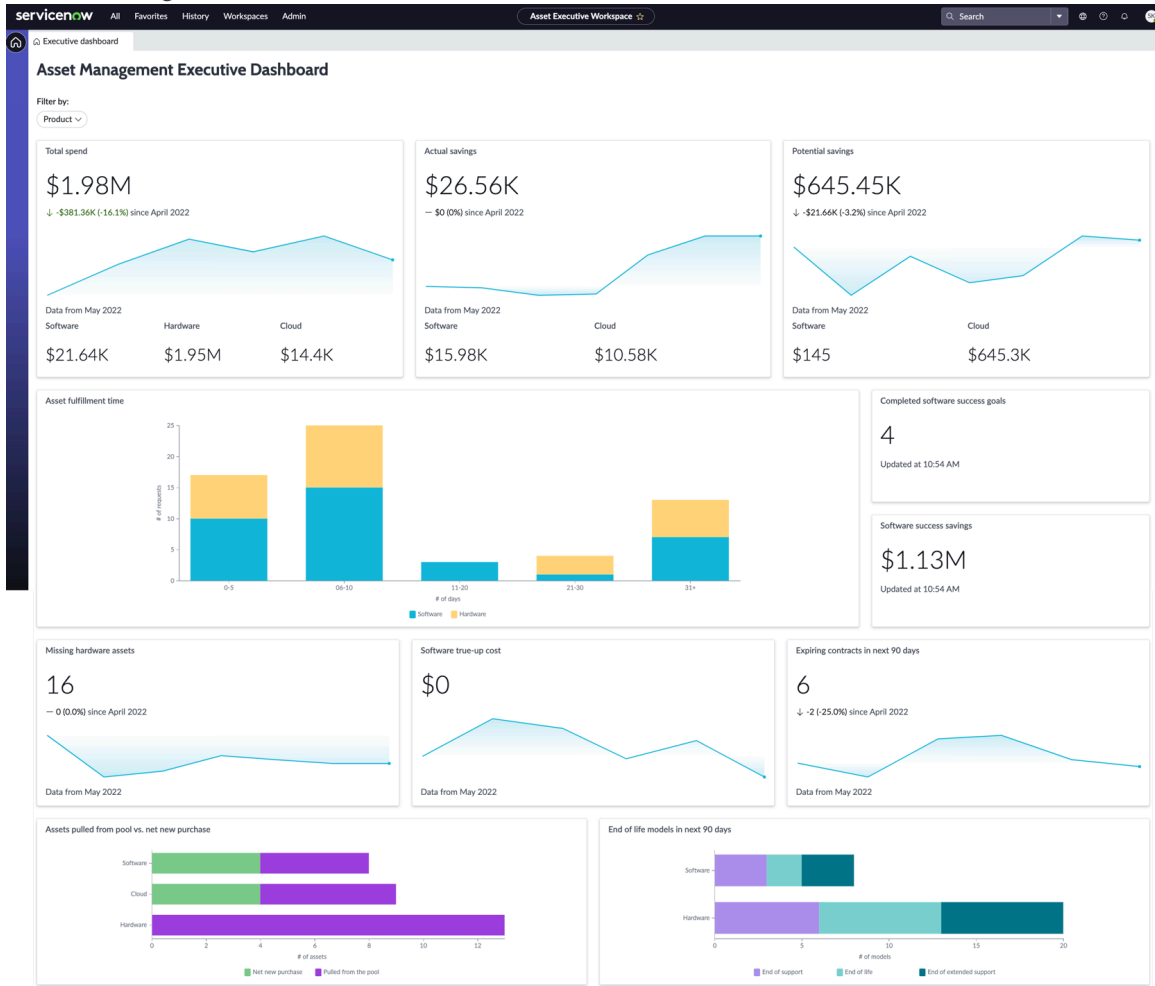 servicenow All Favorites History Workspaces Admin Asset Executive Workspace ☆ Search SK
Executive dashboard
Asset Management Executive Dashboard
Filter by:
Product
Total spend
$1.98M
↓ -$381.36K (-16.1%) since April 2022
Data from May 2022
Software Hardware Cloud
$21.64K $1.95M $14.4K
Actual savings
$26.56K
— $0 (0%) since April 2022
Data from May 2022
Software Cloud
$15.98K $10.58K
Potential savings
$645.45K
↓ -$21.66K (-3.2%) since April 2022
Data from May 2022
Software Cloud
$145 $645.3K
Asset fulfillment time
# of requests
25
20
15
10
5
0
0-5 06-10 11-20 21-30 31+
# of days
Software Hardware
Completed software success goals
4
Updated at 10:54 AM
Software success savings
$1.13M
Updated at 10:54 AM
Missing hardware assets
16
— 0 (0.0%) since April 2022
Data from May 2022
Software true-up cost
$0
Data from May 2022
Expiring contracts in next 90 days
6
↓ -2 (-25.0%) since April 2022
Data from May 2022
Assets pulled from pool vs. net new purchase
Software
Cloud
Hardware
0 2 4 6 8 10 12
# of assets
Net new purchase Pulled from the pool
End of life models in next 90 days
Software
Hardware
0 5 10 15 20
# of models
End of support End of life End of extended support